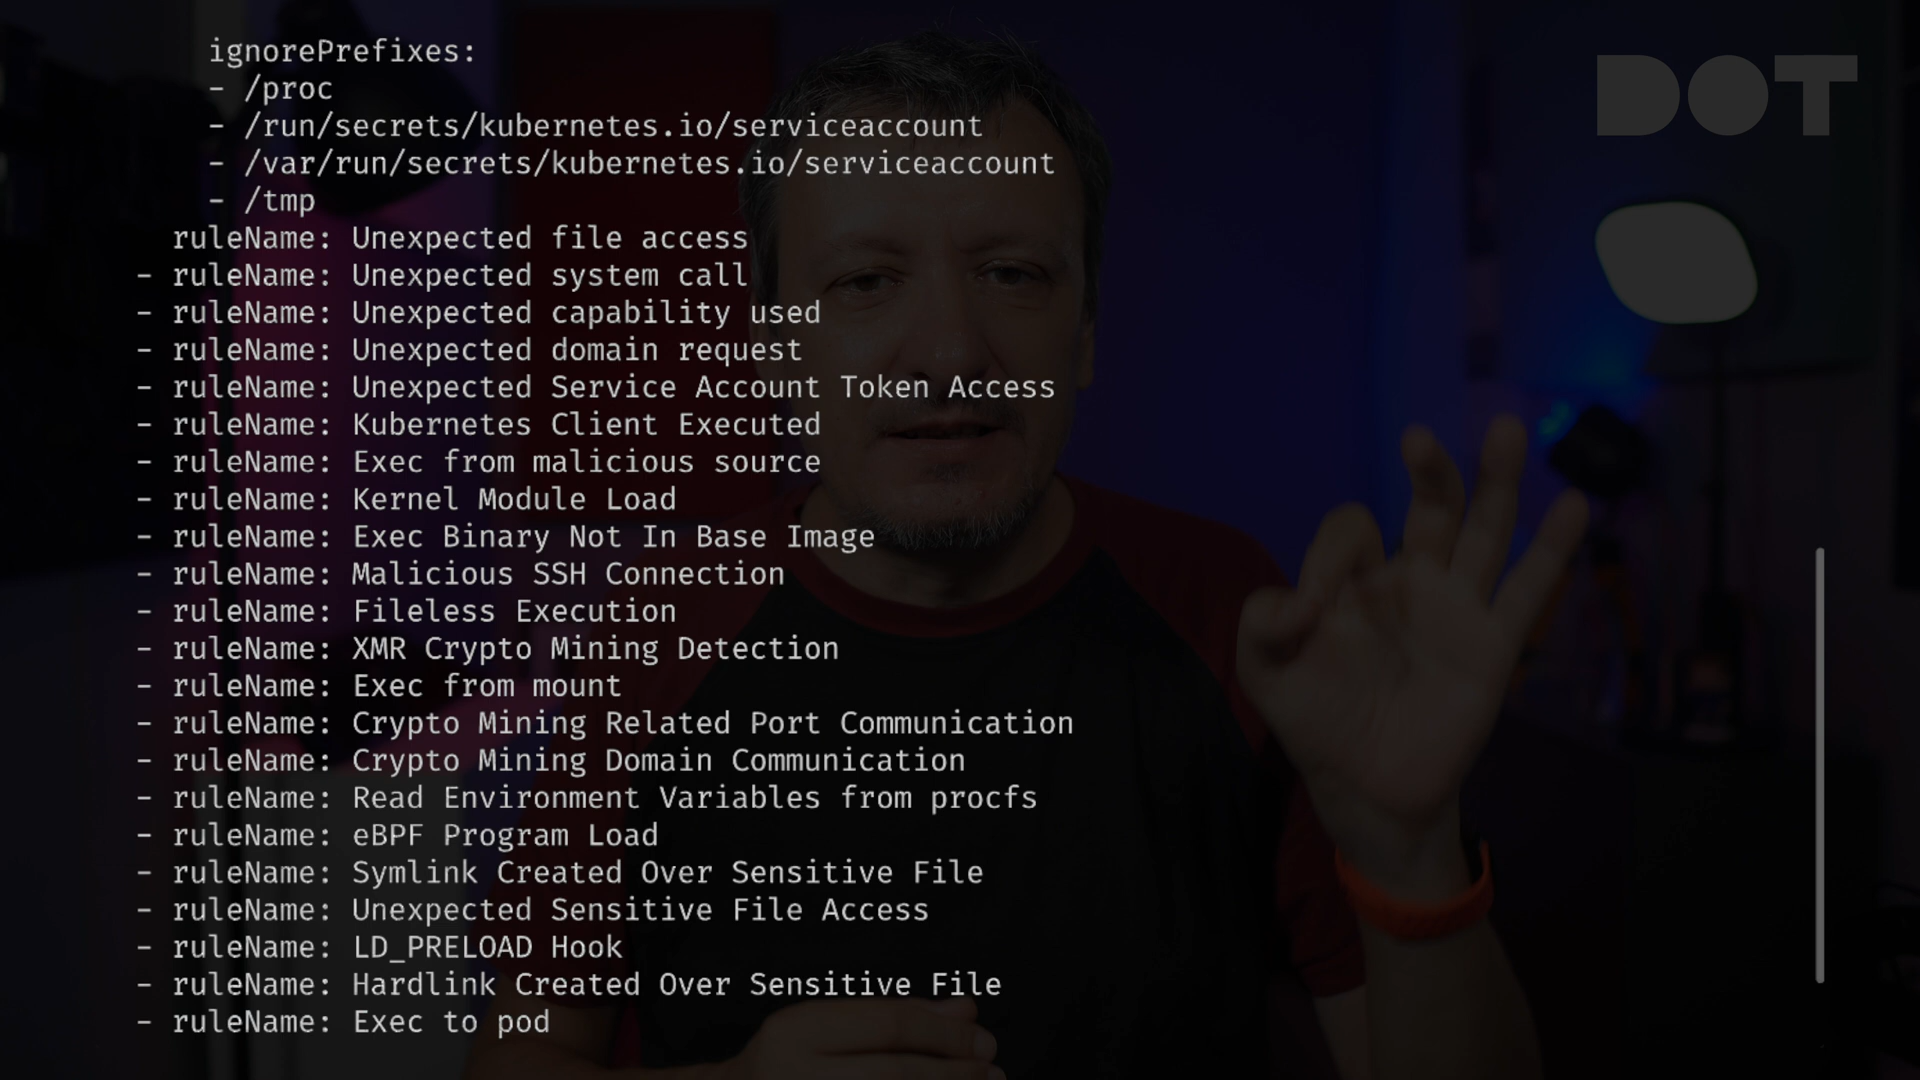 DOT
ignorePrefixes:
- /proc
- /run/secrets/kubernetes.io/serviceaccount
- /var/run/secrets/kubernetes.io/serviceaccount
- /tmp
ruleName: Unexpected file access
- ruleName: Unexpected system call
- ruleName: Unexpected capability used
- ruleName: Unexpected domain request
- ruleName: Unexpected Service Account Token Access
- ruleName: Kubernetes Client Executed
- ruleName: Exec from malicious source
- ruleName: Kernel Module Load
- ruleName: Exec Binary Not In Base Image
- ruleName: Malicious SSH Connection
- ruleName: Fileless Execution
- ruleName: XMR Crypto Mining Detection
- ruleName: Exec from mount
- ruleName: Crypto Mining Related Port Communication
- ruleName: Crypto Mining Domain Communication
- ruleName: Read Environment Variables from procfs
- ruleName: eBPF Program Load
- ruleName: Symlink Created Over Sensitive File
- ruleName: Unexpected Sensitive File Access
- ruleName: LD_PRELOAD Hook
- ruleName: Hardlink Created Over Sensitive File
- ruleName: Exec to pod